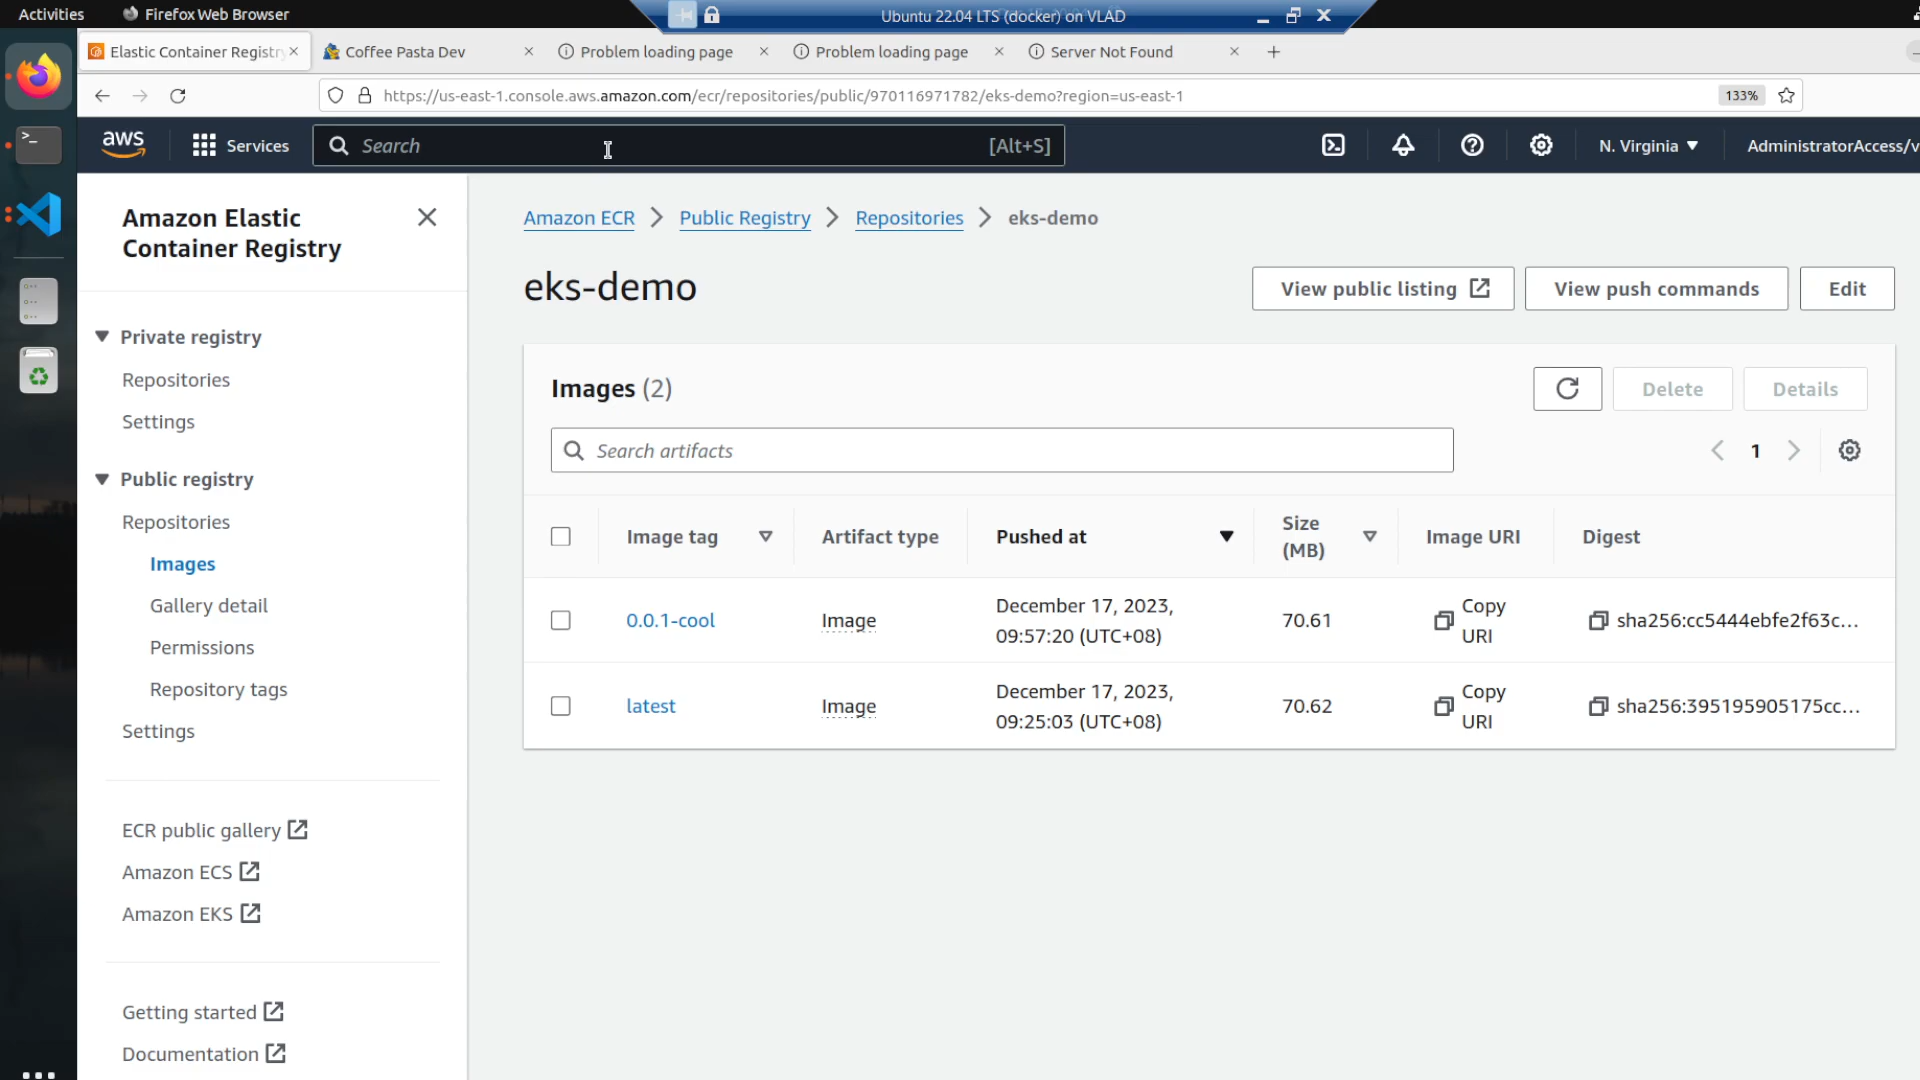 Activities
Firefox Web Browser
Ubuntu 22.04 LTS (docker) on VLAD
Elastic Container Registry
Coffee Pasta Dev
Problem loading page
Problem loading page
Server Not Found
https://us-east-1.console.aws.amazon.com/ecr/repositories/public/970116971782/eks-demo?region=us-east-1
133%
aws
Services
Search
[Alt+S]
N. Virginia
AdministratorAccess/v
Amazon Elastic
Container Registry
Private registry
Repositories
Settings
Public registry
Repositories
Images
Gallery detail
Permissions
Repository tags
Settings
ECR public gallery
Amazon ECS
Amazon EKS
Getting started
Documentation
Amazon ECR
Public Registry
Repositories
eks-demo
eks-demo
View public listing
View push commands
Edit
Images (2)
Delete
Details
Search artifacts
1
Image tag
Artifact type
Pushed at
Size
(MB)
Image URI
Digest
0.0.1-cool
Image
December 17, 2023,
09:57:20 (UTC+08)
70.61
Copy
URI
sha256:cc5444ebfe2f63c...
latest
Image
December 17, 2023,
09:25:03 (UTC+08)
70.62
Copy
URI
sha256:395195905175cc...